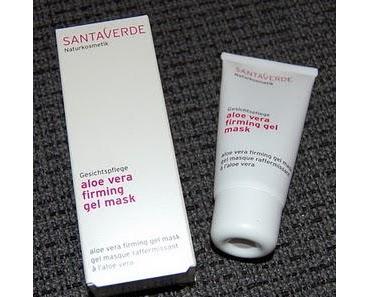 SANTAVERDE
Naturkosmetik
Gesichtspflege
aloe vera
firming
gel mask
aloe vera firming gel mask
gel masque raffermissant
à l'aloe vera
SANTAVERDE
Naturkosmetik
Gesichtspflege
aloe vera
firming gel
mask
aloe vera firming gel mask
gel masque raffermissant
à l'aloe vera